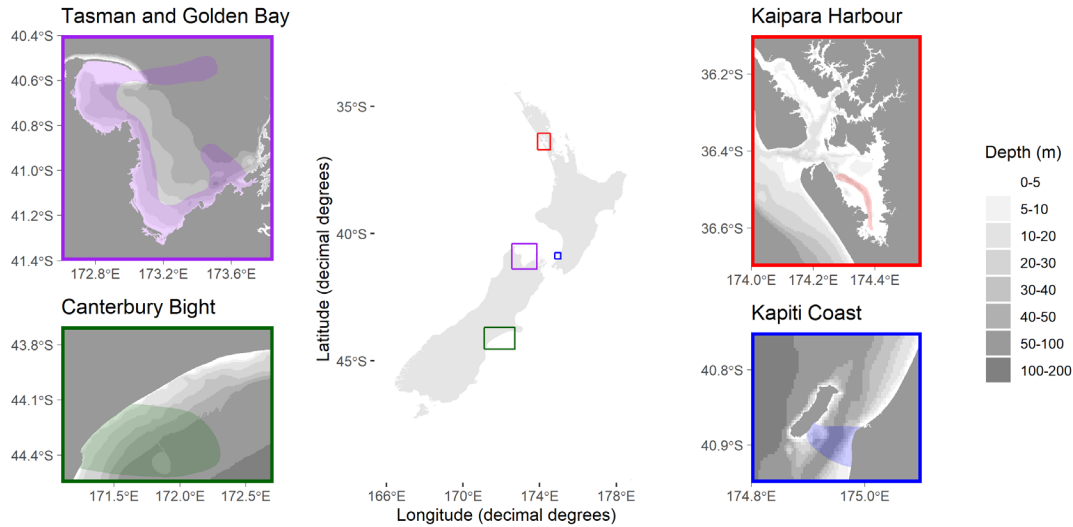 Tasman and Golden Bay
40.4°S
40.6°S
40.8°S
41.0°S
41.2°S
41.4°S
172.8°E 173.2°E 173.6°E
Canterbury Bight
43.8°S
44.1°S
44.4°S
171.5°E 172.0°E 172.5°E
Latitude (decimal degrees)
35°S
40°S
45°S
166°E 170°E 174°E 178°E
Longitude (decimal degrees)
Kaipara Harbour
36.2°S
36.4°S
36.6°S
174.0°E 174.2°E 174.4°E
Kapiti Coast
40.8°S
40.9°S
174.8°E 175.0°E
Depth (m)
0-5
5-10
10-20
20-30
30-40
40-50
50-100
100-200